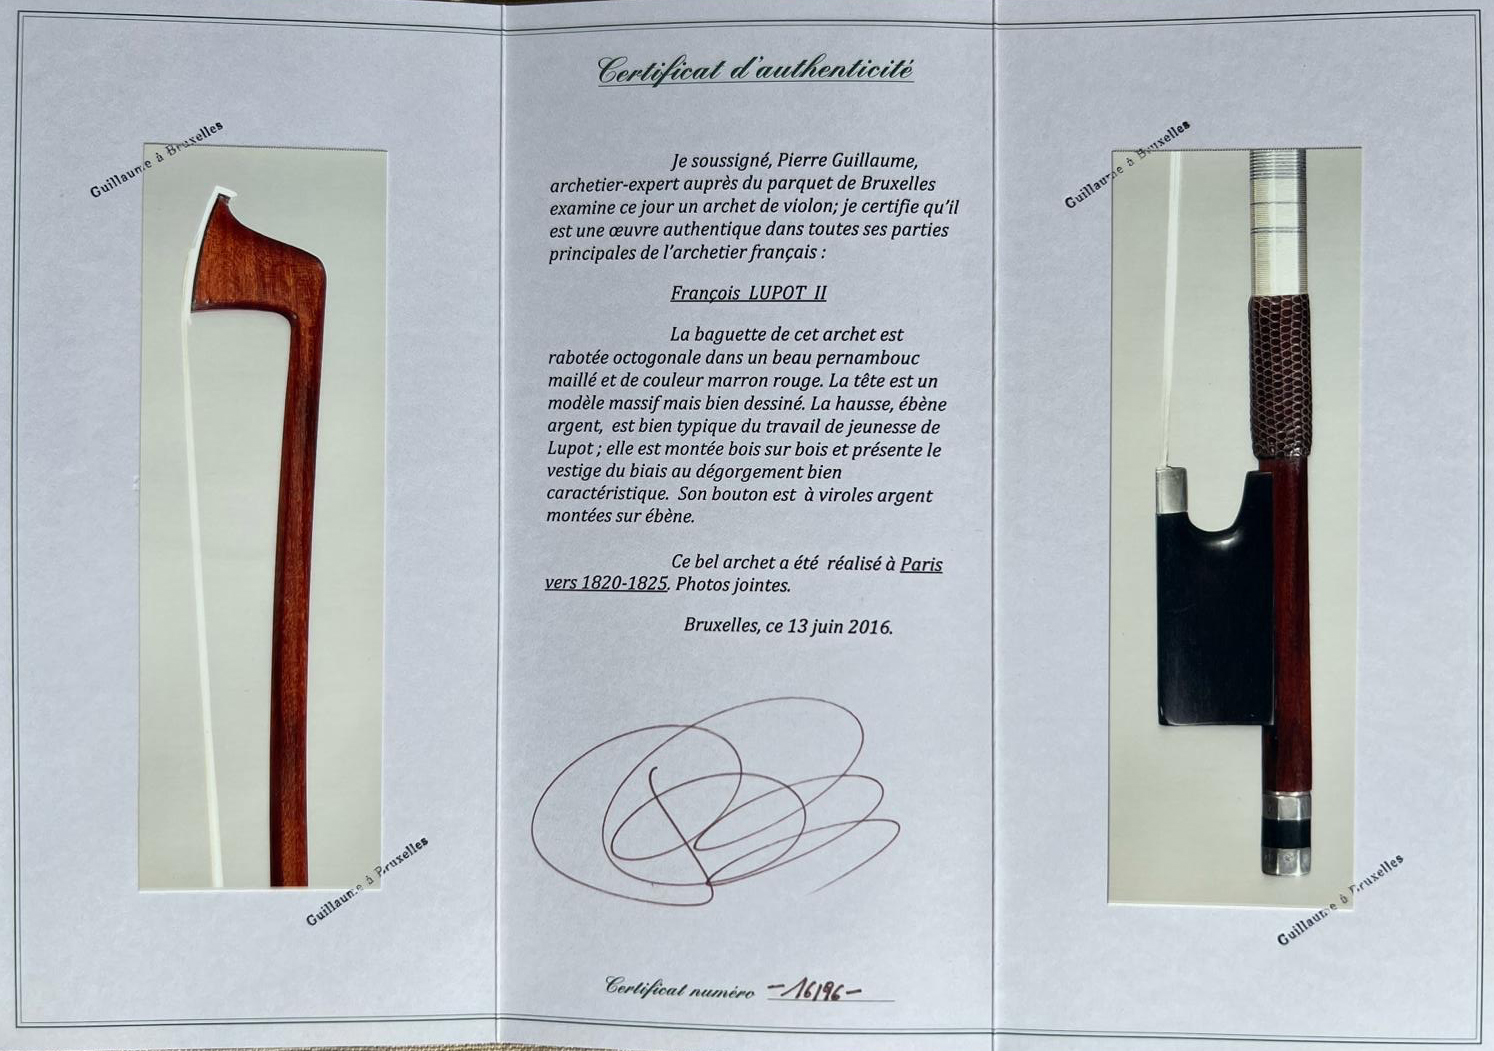 Certificat d'authenticité
Guillaume à Bruxelles
Guillaume à Bruxelles
Je soussigné, Pierre Guillaume,
archetier-expert auprès du parquet de Bruxelles
examine ce jour un archet de violon; je certifie qu'il
est une œuvre authentique dans toutes ses parties
principales de l'archetier français :
François LUPOT II
La baguette de cet archet est
rabotée octogonale dans un beau pernambouc
maillé et de couleur marron rouge. La tête est un
modèle massif mais bien dessiné. La hausse, ébène
argent, est bien typique du travail de jeunesse de
Lupot ; elle est montée bois sur bois et présente le
vestige du biais au dégorgement bien
caractéristique. Son bouton est à viroles argent
montées sur ébène.
Ce bel archet a été réalisé à Paris
vers 1820-1825. Photos jointes.
Bruxelles, ce 13 juin 2016.
Guillaume à Bruxelles
Guillaume à Bruxelles
Certificat numéro -16196-